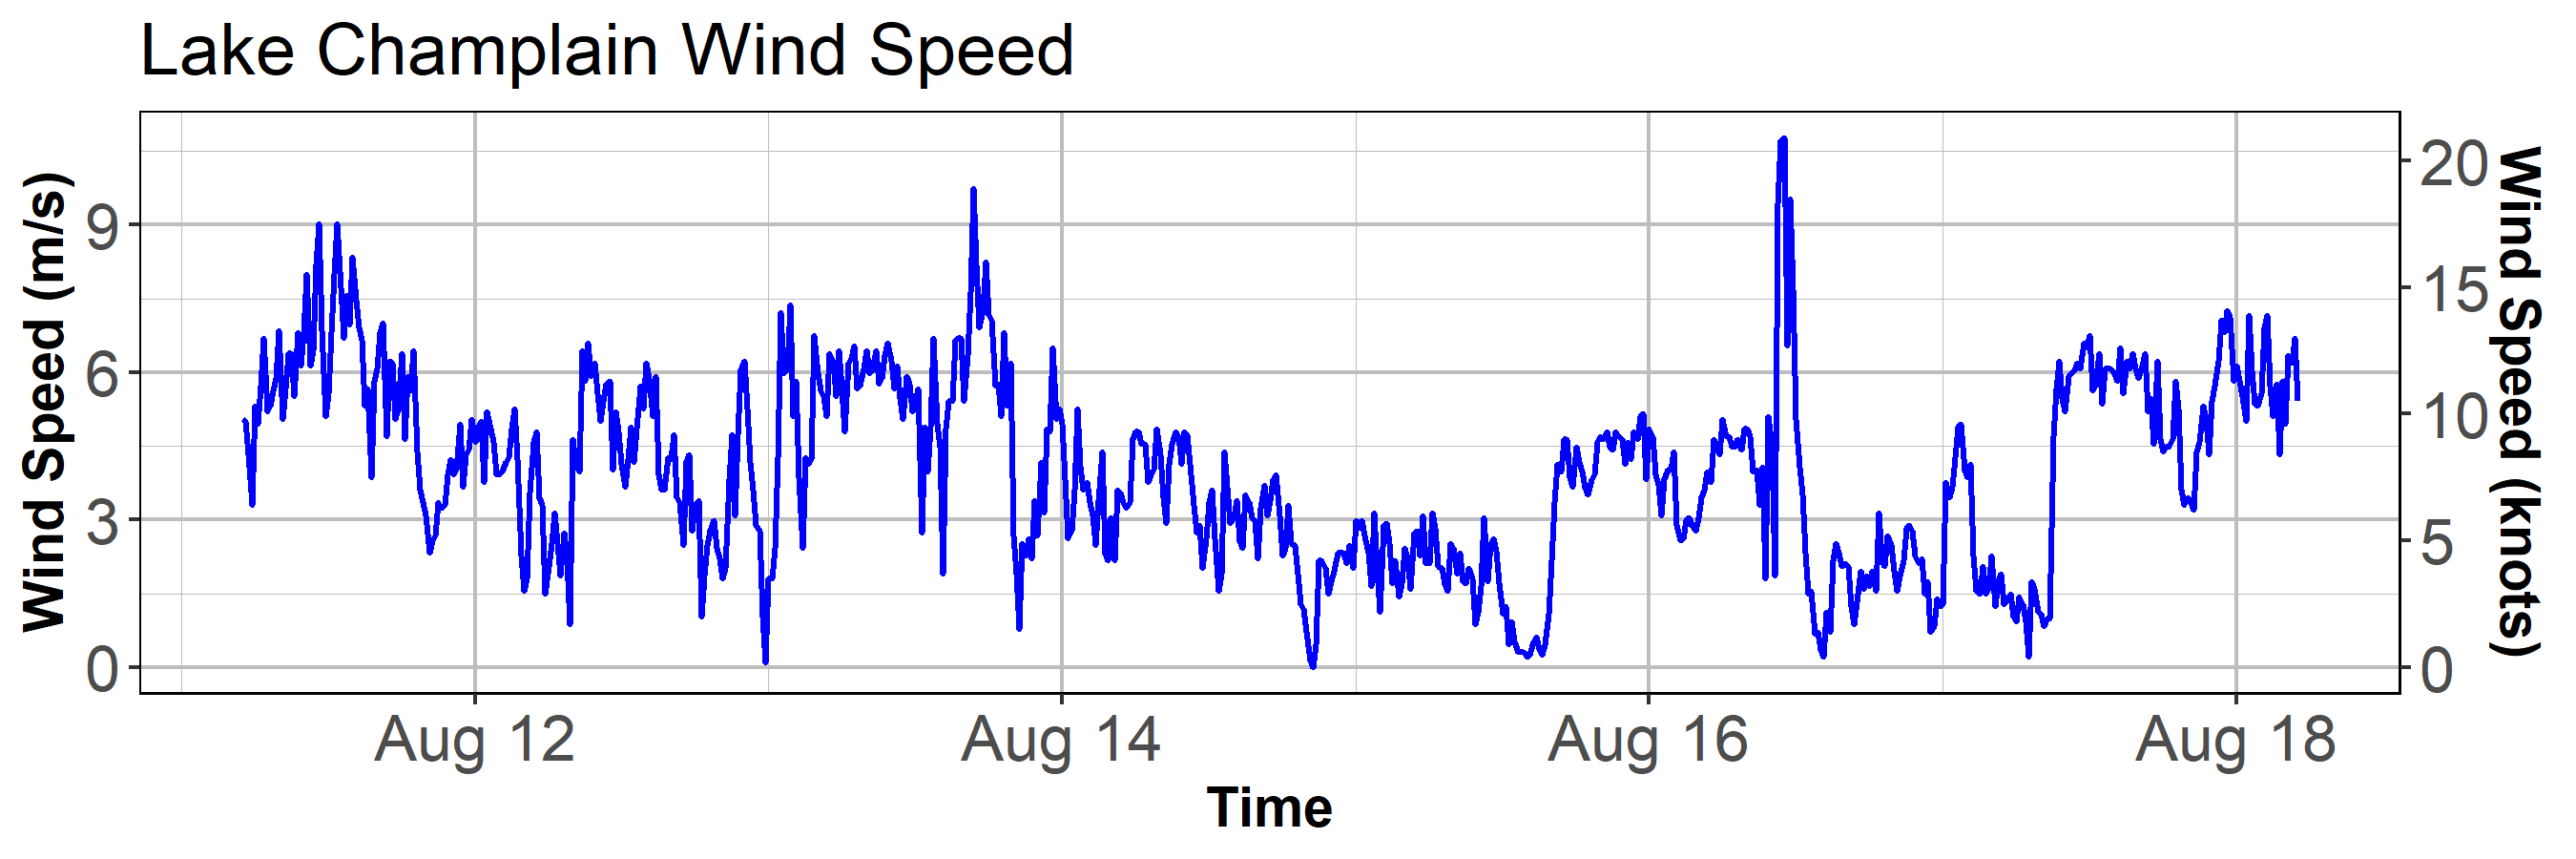 Lake Champlain Wind Speed
Wind Speed (m/s)
9
6
3
0
20
15
10
5
0
Wind Speed (knots)
Aug 12
Aug 14
Aug 16
Aug 18
Time